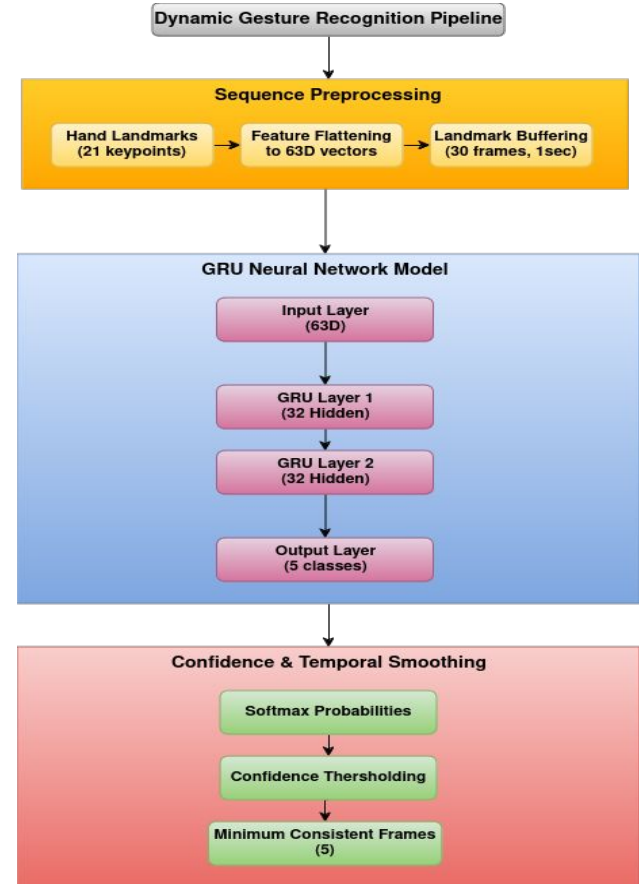 Dynamic Gesture Recognition Pipeline
Sequence Preprocessing
Hand Landmarks
(21 keypoints)
Feature Flattening
to 63D vectors
Landmark Buffering
(30 frames, 1sec)
GRU Neural Network Model
Input Layer
(63D)
GRU Layer 1
(32 Hidden)
GRU Layer 2
(32 Hidden)
Output Layer
(5 classes)
Confidence & Temporal Smoothing
Softmax Probabilities
Confidence Thersholding
Minimum Consistent Frames
(5)